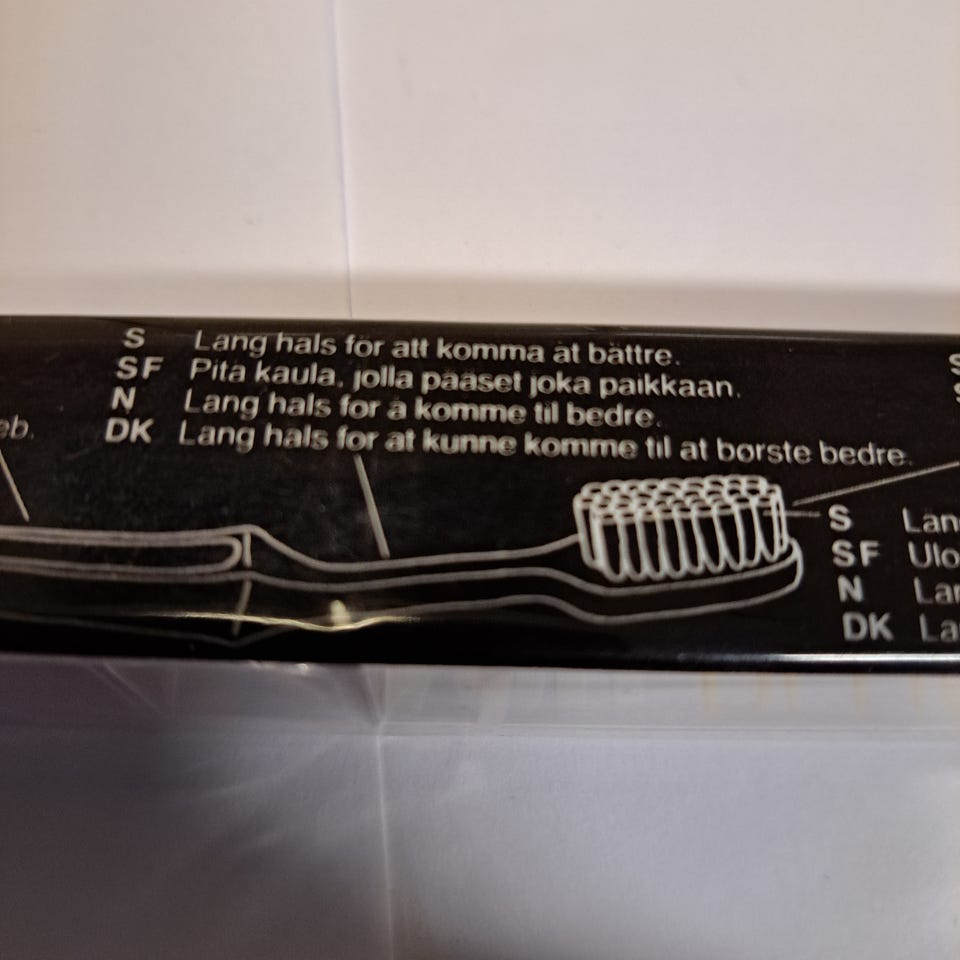 S Lång hals för att komma åt bättre.
SF Pitä kaula, jolla pääset joka paikkaan.
N Lang hals for å komme til bedre.
DK Lang hals for at kunne komme til at børste bedre.
S
SF
N
DK